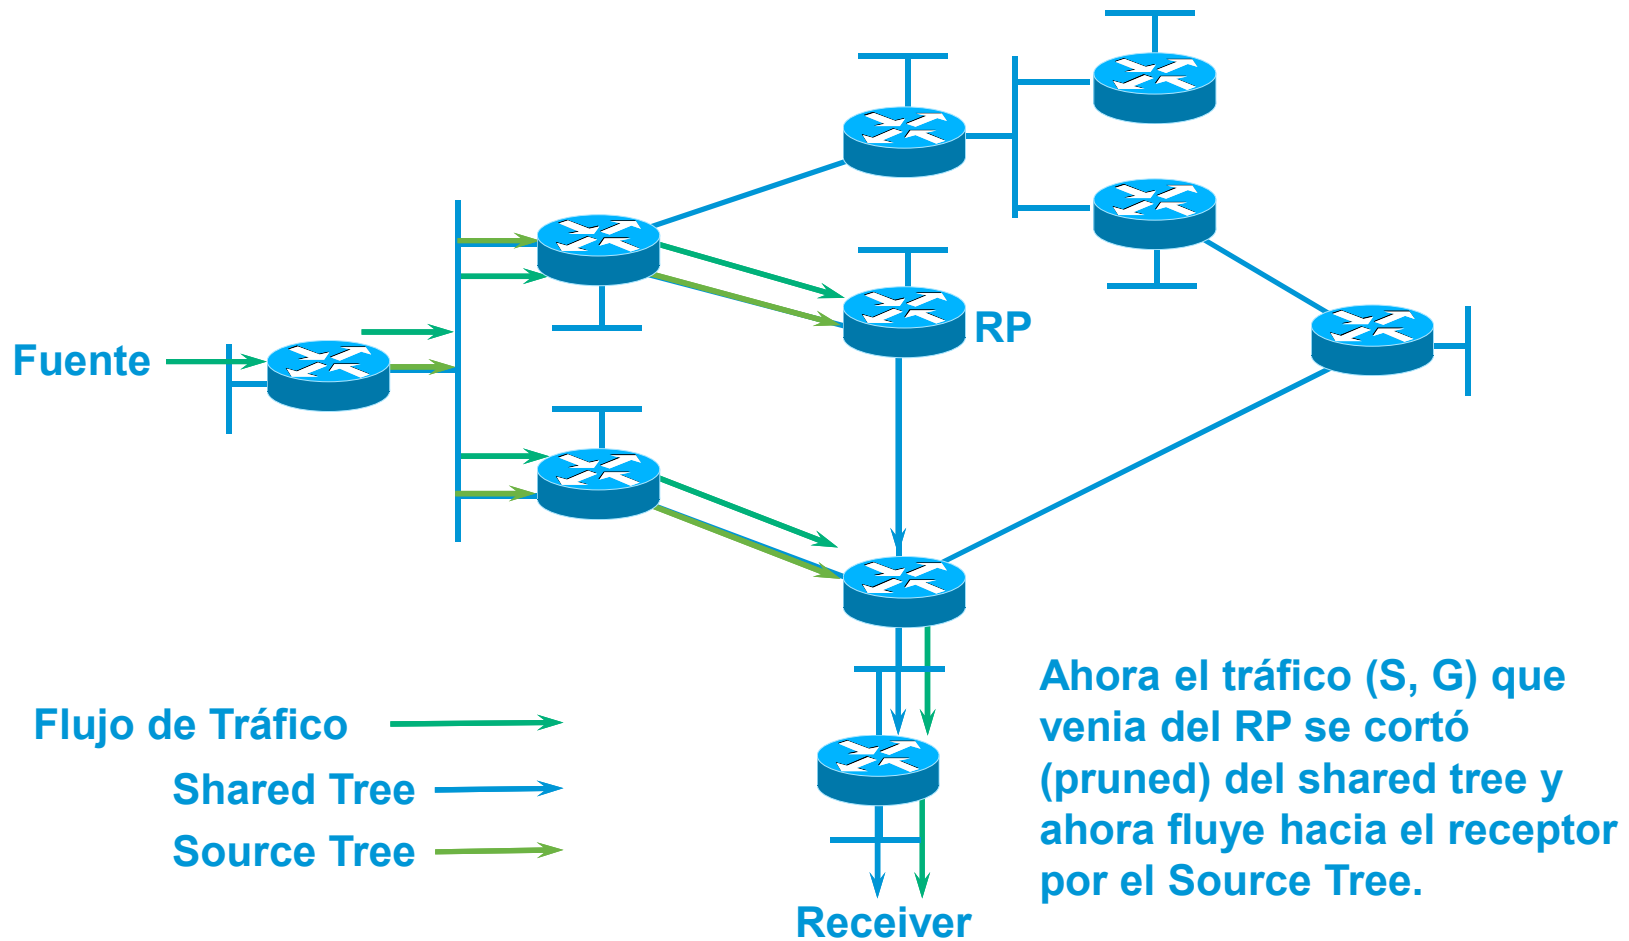 RP
Fuente
Flujo de Tráfico
Shared Tree
Source Tree
Ahora el tráfico (S, G) que
venia del RP se cortó
(pruned) del shared tree y
ahora fluye hacia el receptor
por el Source Tree.
Receiver